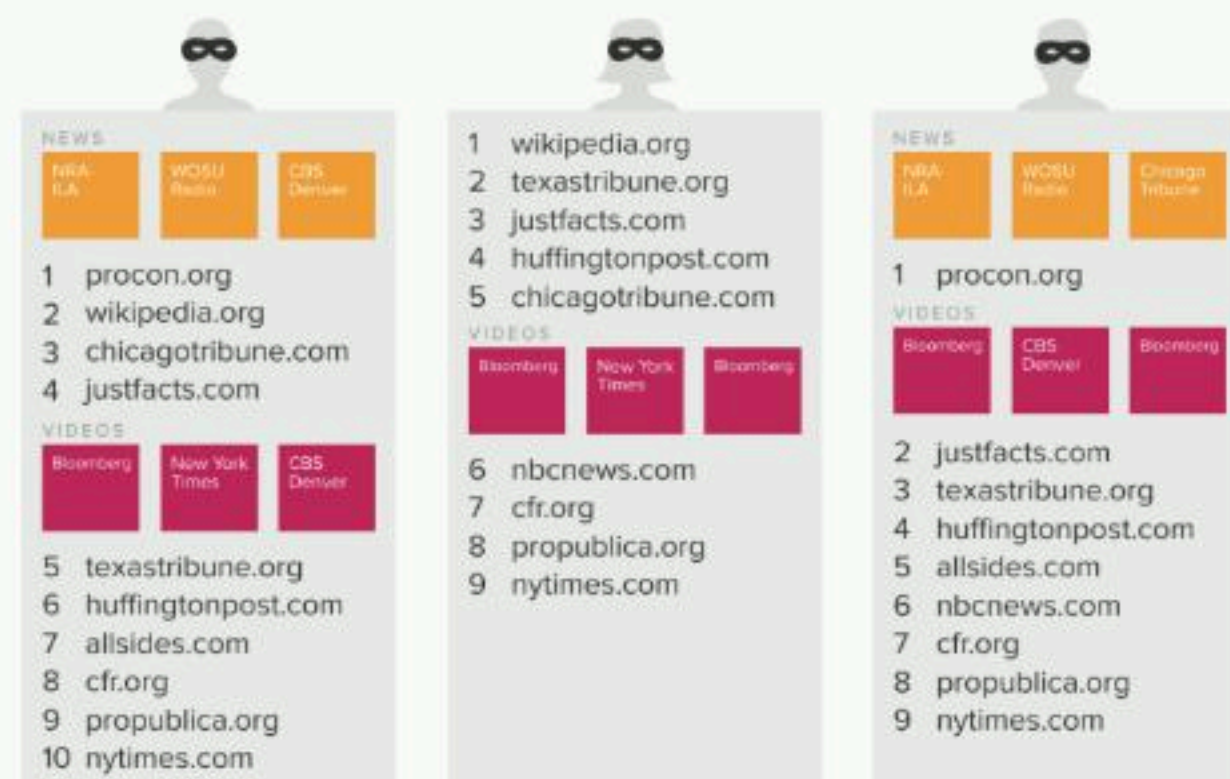 NEWS
NRA-
ILA
WOSU
Radio
CBS
Denver
1 procon.org
2 wikipedia.org
3 chicagotribune.com
4 justfacts.com
VIDEOS
Bloomberg
New York
Times
CBS
Denver
5 texastribune.org
6 huffingtonpost.com
7 allsides.com
8 cfr.org
9 propublica.org
10 nytimes.com
1 wikipedia.org
2 texastribune.org
3 justfacts.com
4 huffingtonpost.com
5 chicagotribune.com
VIDEOS
Bloomberg
New York
Times
Bloomberg
6 nbcnews.com
7 cfr.org
8 propublica.org
9 nytimes.com
NEWS
NRA-
ILA
WOSU
Radio
Chicago
Tribune
1 procon.org
VIDEOS
Bloomberg
CBS
Denver
Bloomberg
2 justfacts.com
3 texastribune.org
4 huffingtonpost.com
5 allsides.com
6 nbcnews.com
7 cfr.org
8 propublica.org
9 nytimes.com